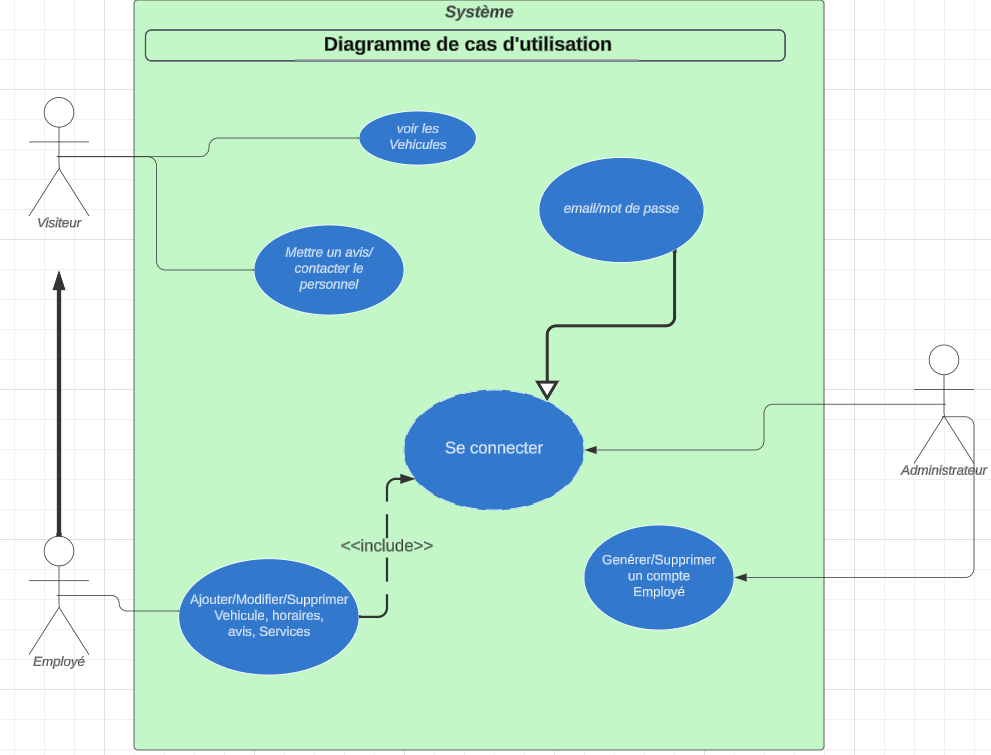 Système
Diagramme de cas d'utilisation
voir les
Vehicules
email/mot de passe
Visiteur
Mettre un avis/
contacter le
personnel
Se connecter
Administrateur
<<include>>
Genérer/Supprimer
un compte
Employé
Ajouter/Modifier/Supprimer
Vehicule, horaires,
avis, Services
Employé